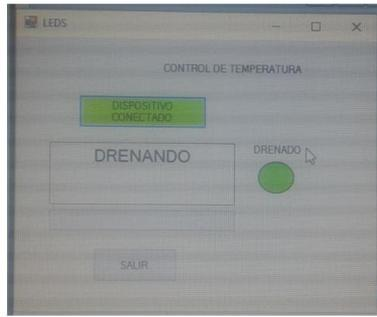 LEDS
CONTROL DE TEMPERATURA
DISPOSITIVO
CONECTADO
DRENANDO
DRENADO
SALIR